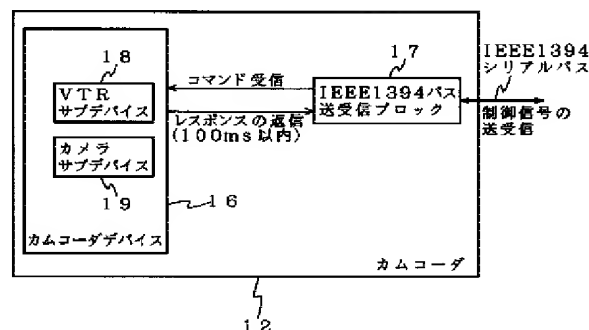 18
VTR
サブデバイス
カメラ
サブデバイス
19
16
カムコーダデバイス
コマンド受信
レスポンスの返信
(100ms以内)
17
IEEE1394バス
送受信ブロック
IEEE1394
シリアルバス
制御信号の
送受信
カムコーダ
12